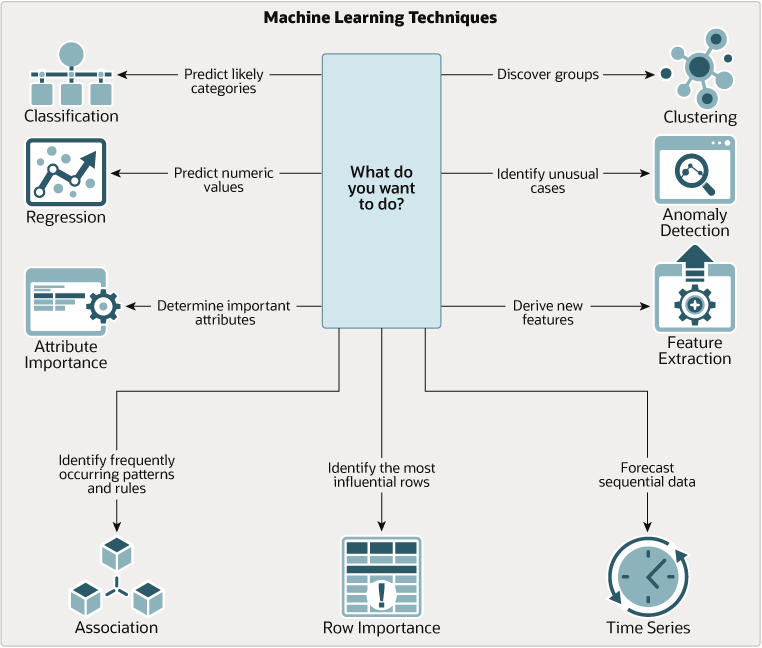 Machine Learning Techniques
Predict likely
categories
Classification
Discover groups
Clustering
What do
you want
to do?
Predict numeric
values
Regression
Identify unusual
cases
Anomaly
Detection
Determine important
attributes
Attribute
Importance
Derive new
features
Feature
Extraction
Identify frequently
occurring patterns
and rules
Association
Identify the most
influential rows
!
Row Importance
Forecast
sequential data
Time Series